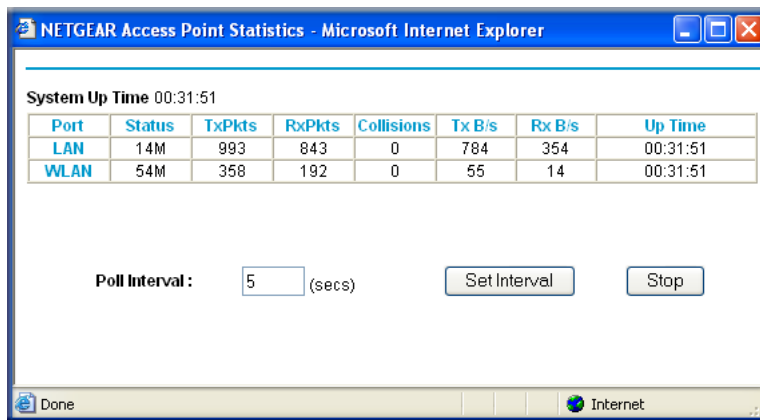 NETGEAR Access Point Statistics - Microsoft Internet Explorer
System Up Time 00:31:51
Port Status TxPkts RxPkts Collisions Tx B/s Rx B/s Up Time
LAN 14M 993 843 0 784 354 00:31:51
WLAN 54M 358 192 0 55 14 00:31:51
Poll Interval : 5 (secs) Set Interval Stop
Done Internet